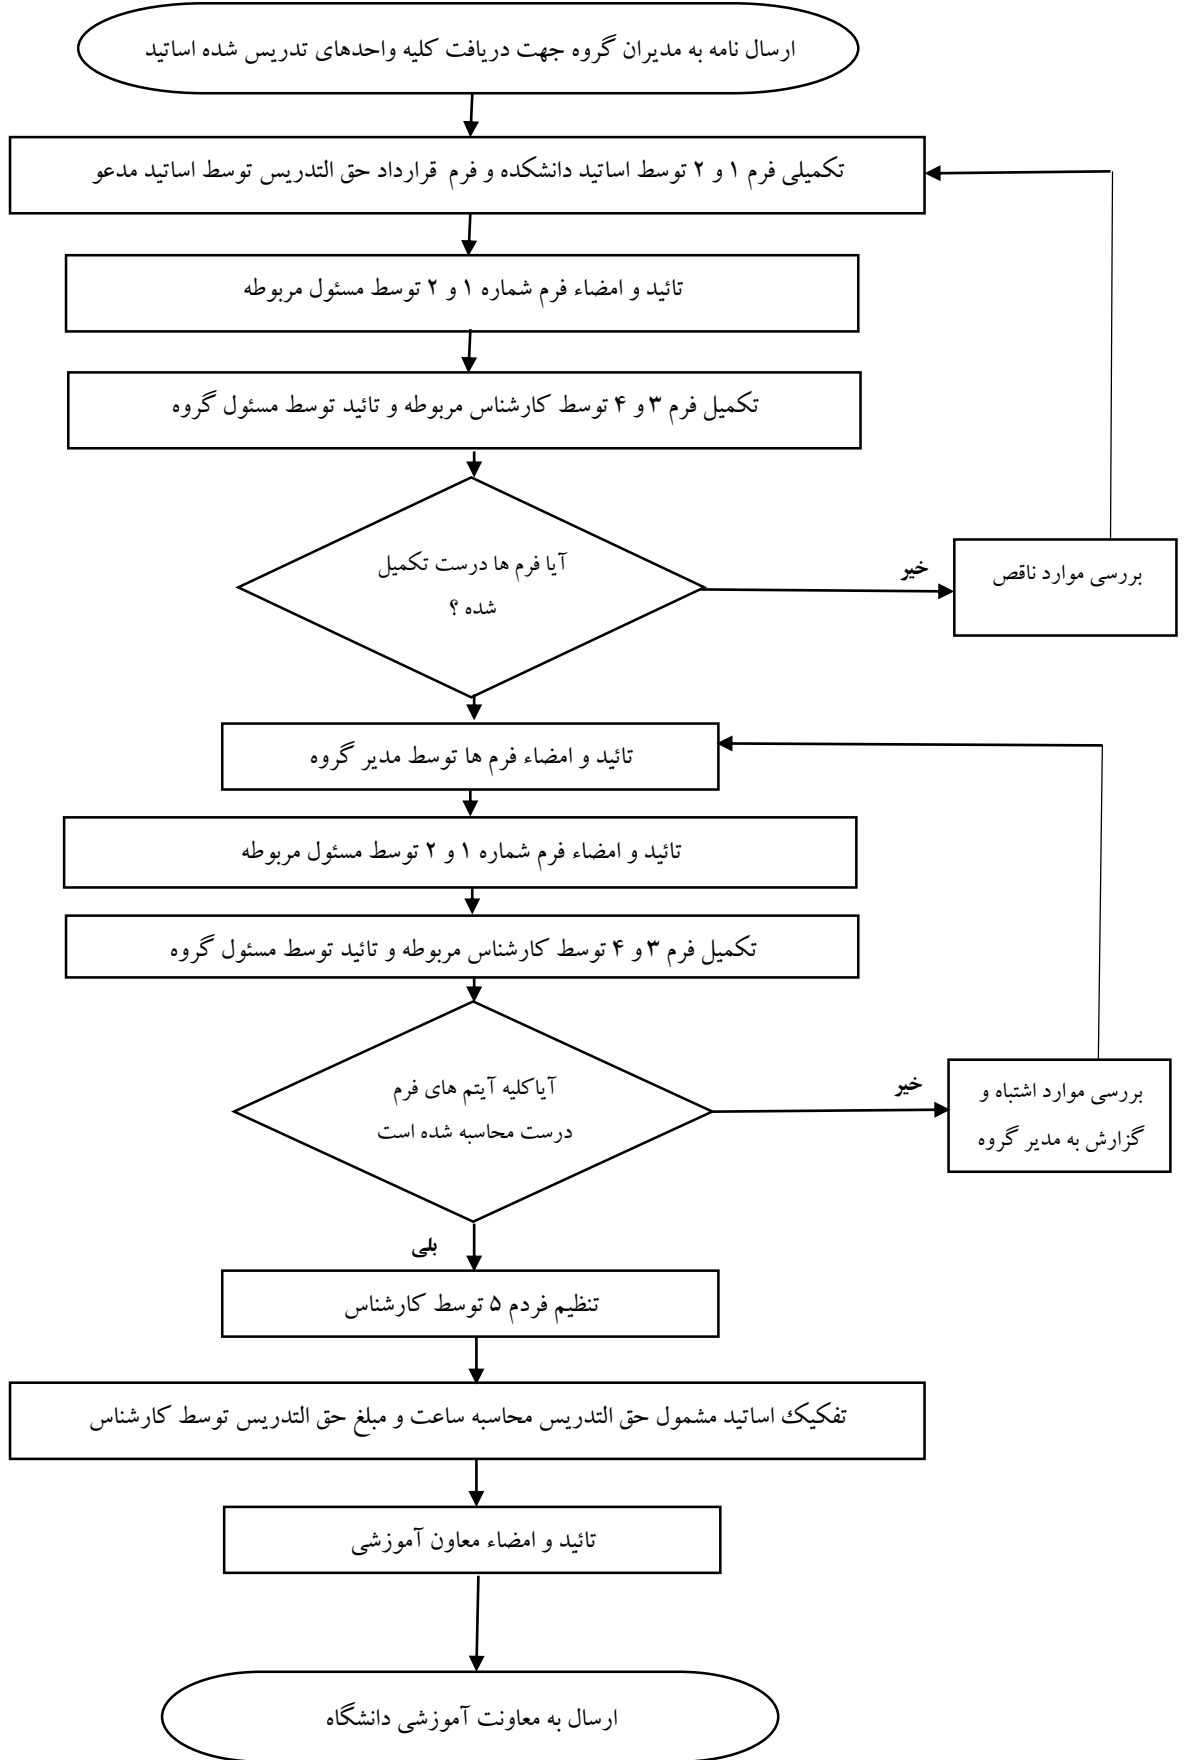 ارسال نامه به مدیران گروه جهت دریافت کلیه واحدهای تدریس شده اساتید
تکمیلی فرم ۱ و ۲ توسط اساتید دانشکده و فرم قرارداد حق التدریس توسط اساتید مدعو
تائید و امضاء فرم شماره ۱ و ۲ توسط مسئول مربوطه
تکمیل فرم ۳ و ۴ توسط کارشناس مربوطه و تائید توسط مسئول گروه
آیا فرم ها درست تکمیل
شده ؟
خیر
بررسی موارد ناقص
تائید و امضاء فرم ها توسط مدیر گروه
تائید و امضاء فرم شماره ۱ و ۲ توسط مسئول مربوطه
تکمیل فرم ۳ و ۴ توسط کارشناس مربوطه و تائید توسط مسئول گروه
آیاکلیه آیتم های فرم
درست محاسبه شده است
خیر
بررسی موارد اشتباه و
گزارش به مدیر گروه
بلی
تنظیم فردم ۵ توسط کارشناس
تفکیک اساتید مشمول حق التدریس محاسبه ساعت و مبلغ حق التدریس توسط کارشناس
تائید و امضاء معاون آموزشی
ارسال به معاونت آموزشی دانشگاه